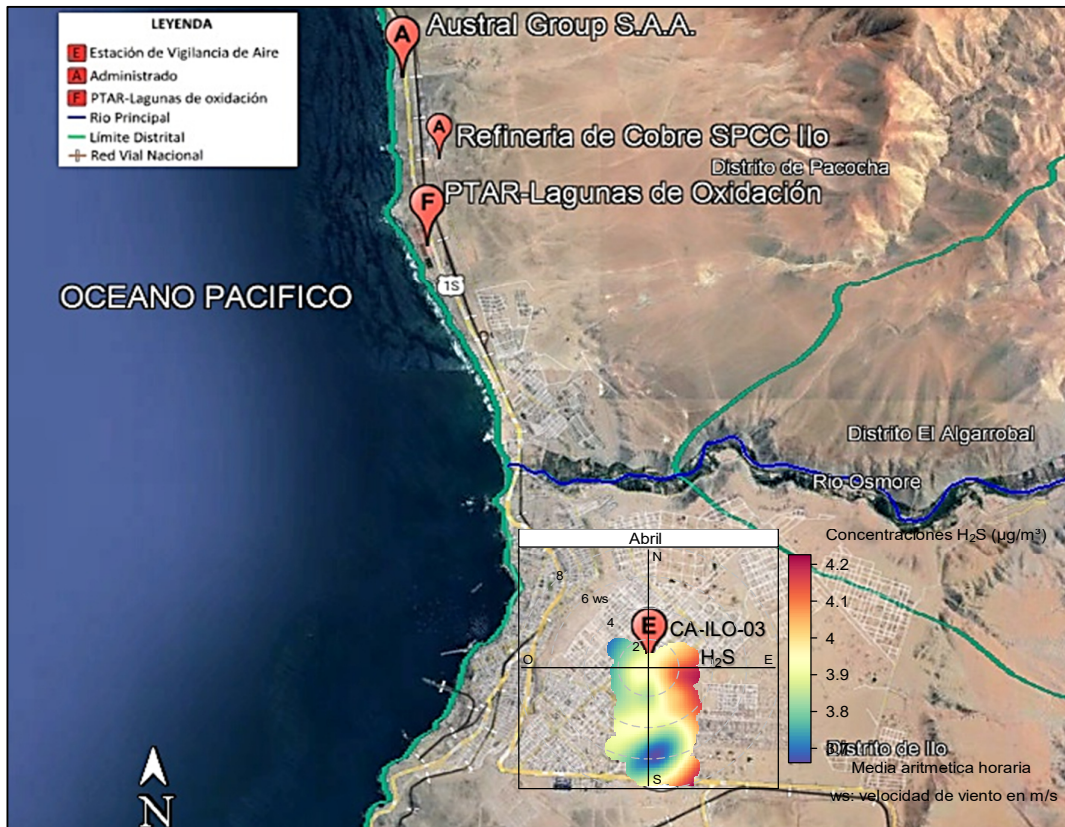 LEYENDA
E Estación de Vigilancia de Aire
A Administrado
F PTAR-Lagunas de oxidación
Rio Principal
Límite Distrital
Red Vial Nacional
A Austral Group S.A.A.
A Refineria de Cobre SPCC Ilo
Distrito de Pacocha
F PTAR-Lagunas de Oxidación
1S
OCEANO PACIFICO
Distrito El Algarrobal
Rio Osmore
Abril
Concentraciones H₂S (µg/m³)
N
8
6 ws
4
2
E CA-ILO-03
H₂S
O
E
S
4.2
4.1
4
3.9
3.8
Distrito de Ilo
Media aritmetica horaria
ws: velocidad de viento en m/s
N